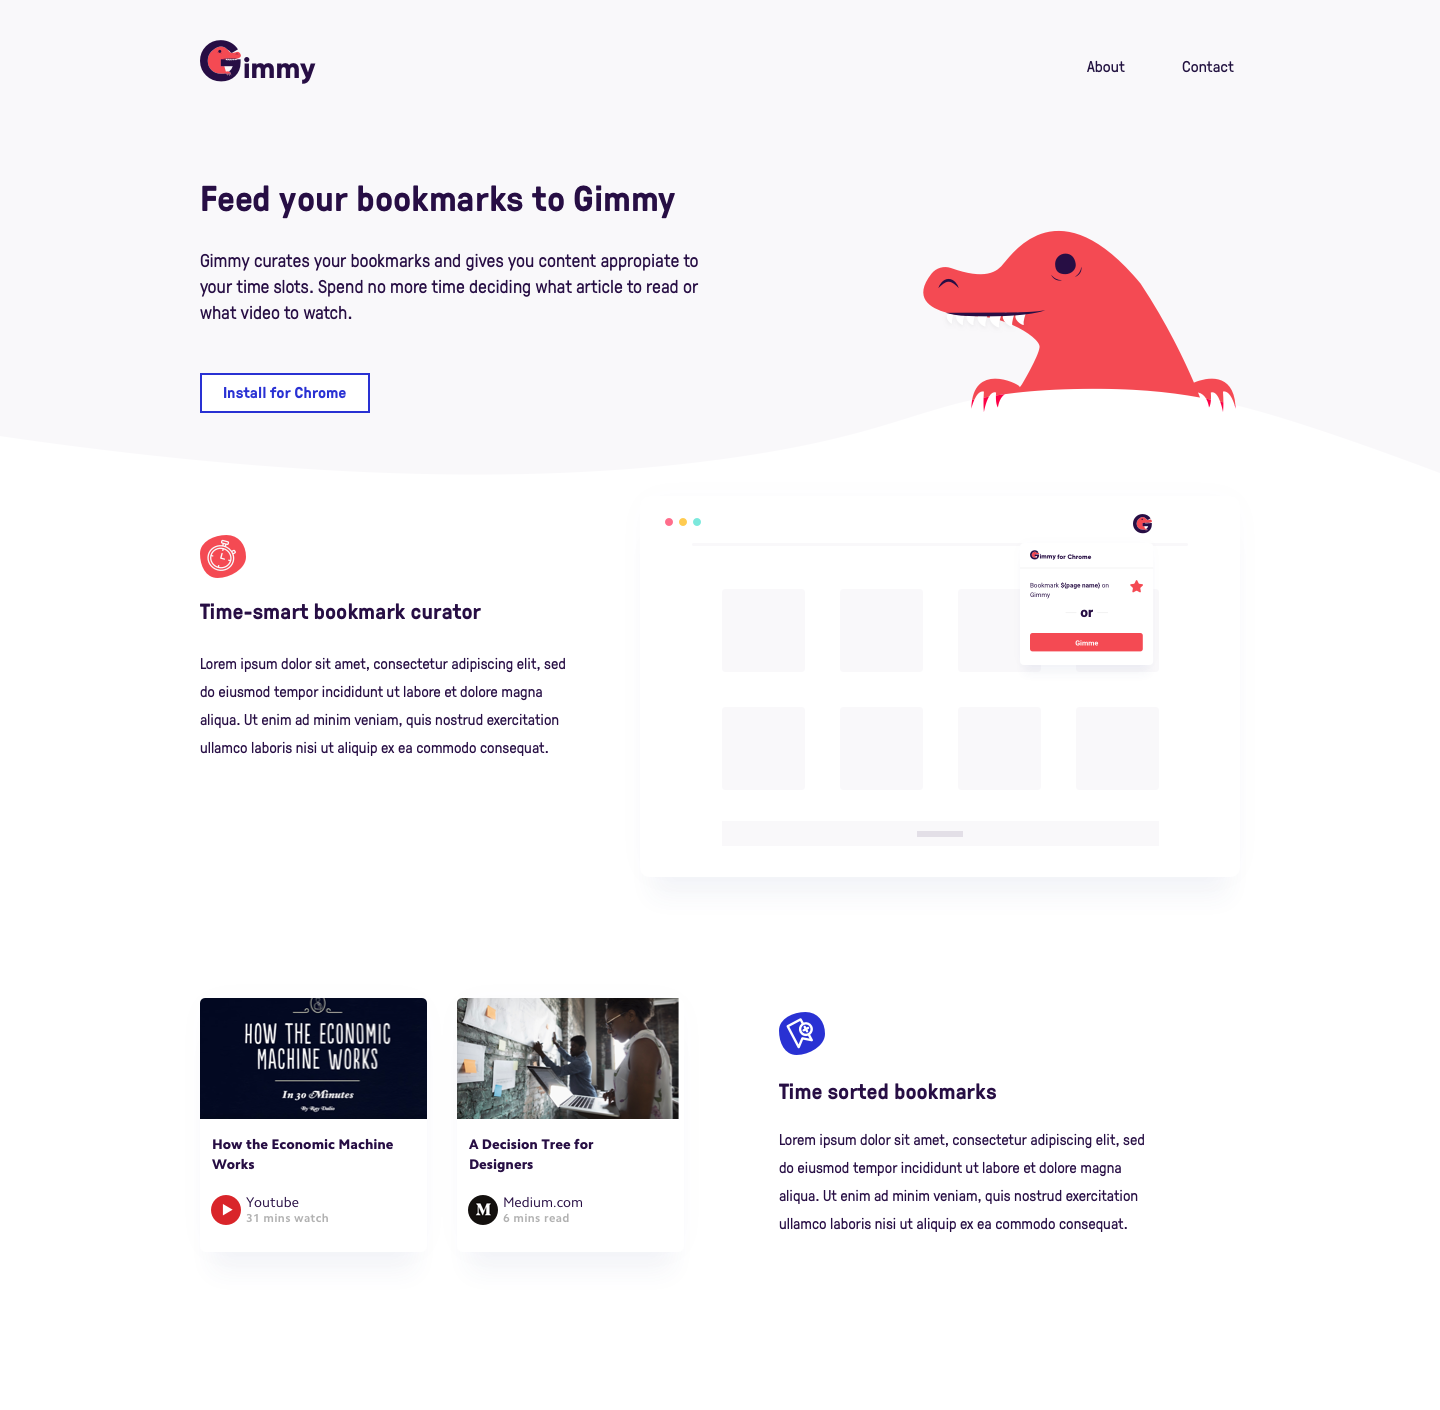 Gimmy
About
Contact
Feed your bookmarks to Gimmy
Gimmy curates your bookmarks and gives you content appropiate to
your time slots. Spend no more time deciding what article to read or
what video to watch.
Install for Chrome
Time-smart bookmark curator
Lorem ipsum dolor sit amet, consectetur adipiscing elit, sed
do eiusmod tempor incididunt ut labore et dolore magna
aliqua. Ut enim ad minim veniam, quis nostrud exercitation
ullamco laboris nisi ut aliquip ex ea commodo consequat.
Gimmy for Chrome
Bookmark ${page name} on
Gimmy
or
Gimme
HOW THE ECONOMIC
MACHINE WORKS
In 30 Minutes
By Ray Dalio
How the Economic Machine
Works
Youtube
31 mins watch
A Decision Tree for
Designers
M
Medium.com
6 mins read
Time sorted bookmarks
Lorem ipsum dolor sit amet, consectetur adipiscing elit, sed
do eiusmod tempor incididunt ut labore et dolore magna
aliqua. Ut enim ad minim veniam, quis nostrud exercitation
ullamco laboris nisi ut aliquip ex ea commodo consequat.